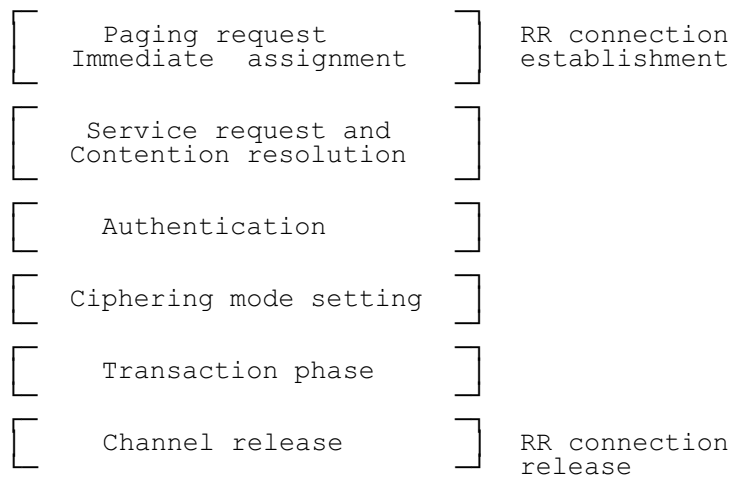 Paging request RR connection
Immediate assignment establishment
Service request and
Contention resolution
Authentication
Ciphering mode setting
Transaction phase
Channel release RR connection
release